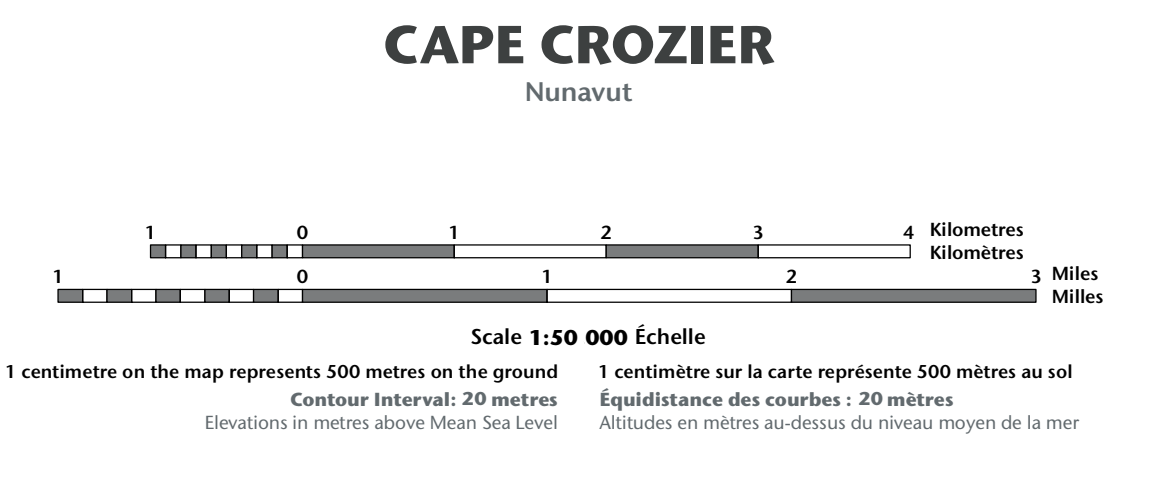 CAPE CROZIER
Nunavut
1 0 1 2 3 4 Kilometres
Kilomètres
1 0 1 2 3 Miles
Milles
Scale 1:50 000 Échelle
1 centimetre on the map represents 500 metres on the ground
Contour Interval: 20 metres
Elevations in metres above Mean Sea Level
1 centimètre sur la carte représente 500 mètres au sol
Équidistance des courbes : 20 mètres
Altitudes en mètres au-dessus du niveau moyen de la mer